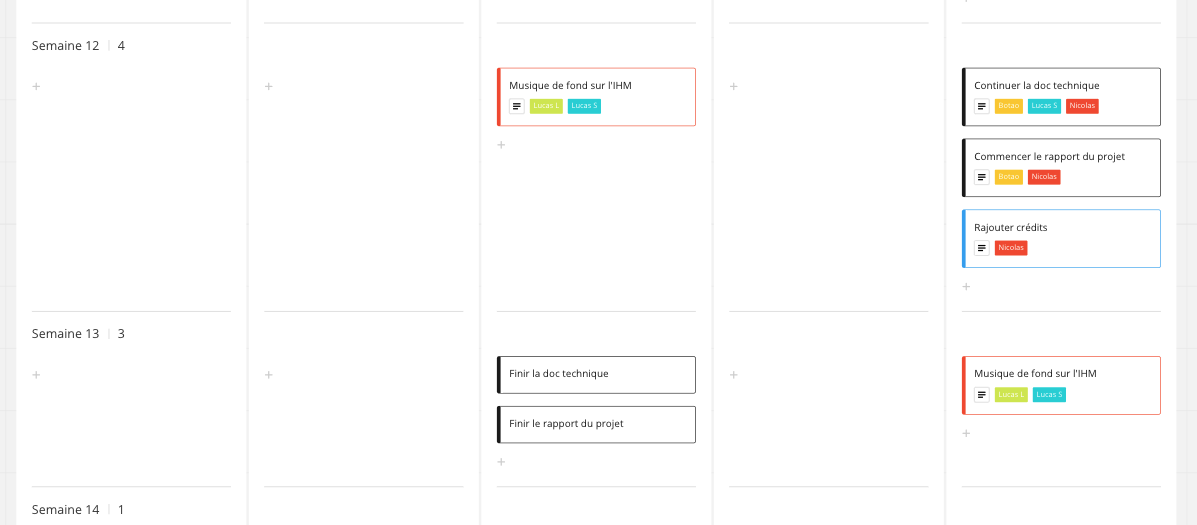 Semaine 12 | 4
Musique de fond sur l'IHM
Lucas L Lucas S
Continuer la doc technique
Botao Lucas S Nicolas
Commencer le rapport du projet
Botao Nicolas
Rajouter crédits
Nicolas
Semaine 13 | 3
Finir la doc technique
Finir le rapport du projet
Musique de fond sur l'IHM
Lucas L Lucas S
Semaine 14 | 1